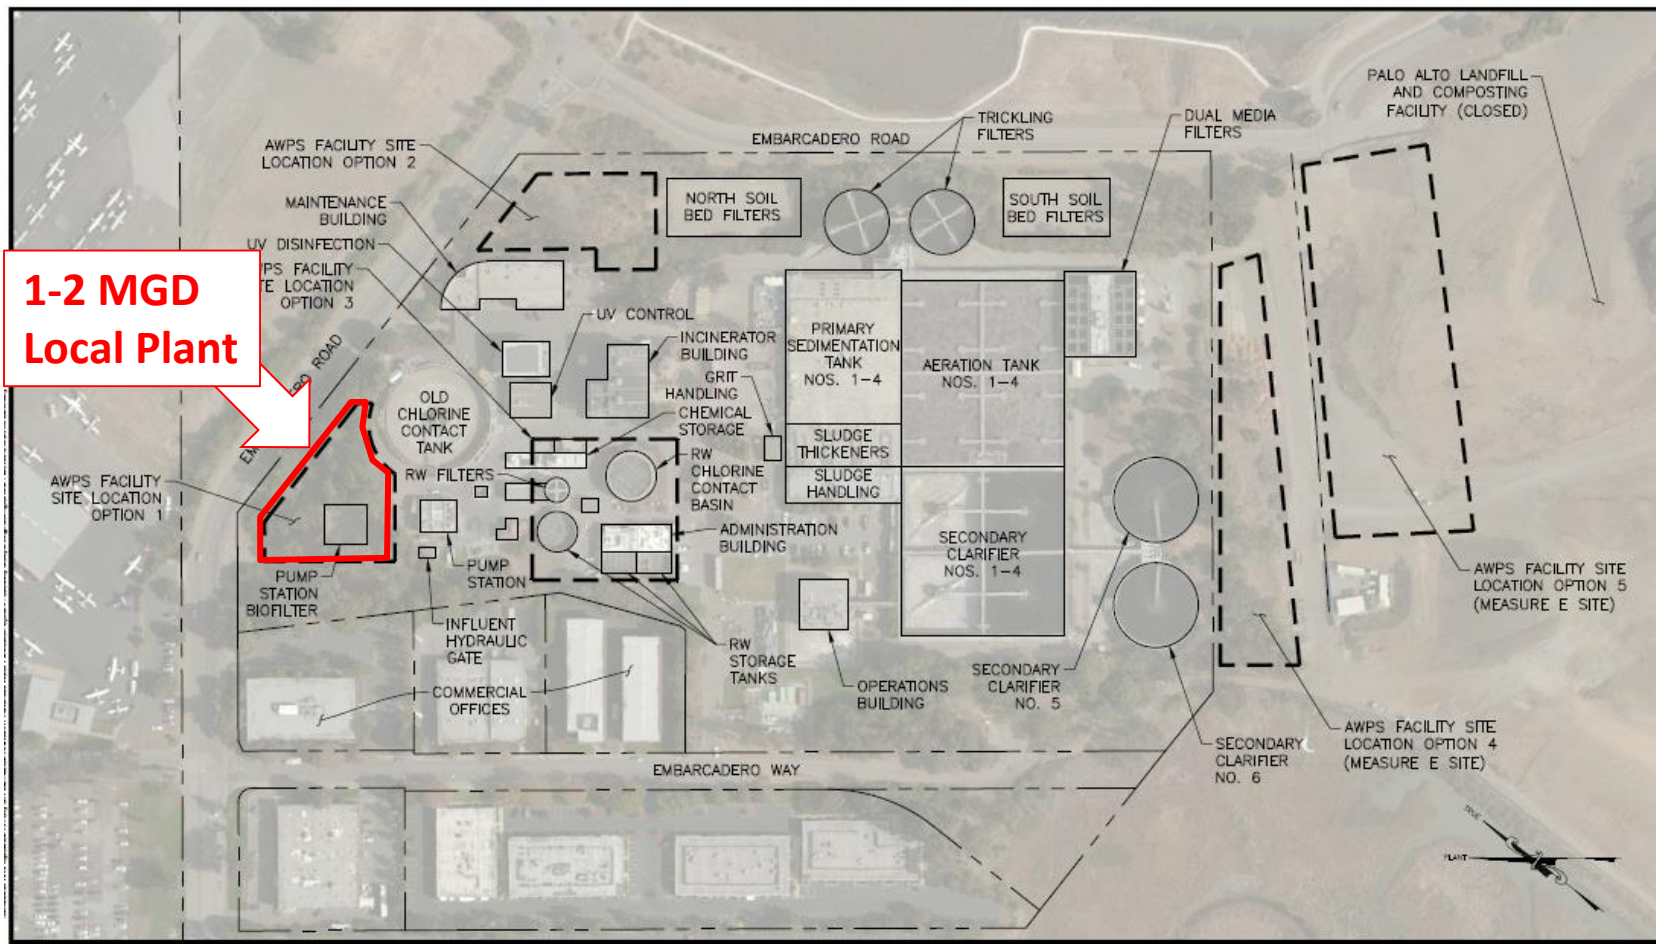 PALO ALTO LANDFILL
AND COMPOSTING
FACILITY (CLOSED)
TRICKLING
FILTERS
DUAL MEDIA
FILTERS
EMBARCADERO ROAD
AWPS FACILITY SITE
LOCATION OPTION 2
MAINTENANCE
BUILDING
NORTH SOIL
BED FILTERS
SOUTH SOIL
BED FILTERS
UV DISINFECTION
WPS FACILITY
TE LOCATION
OPTION 3
1-2 MGD
Local Plant
UV CONTROL
INCINERATOR
BUILDING
PRIMARY
SEDIMENTATION
TANK
NOS. 1-4
AERATION TANK
NOS. 1-4
GRIT
HANDLING
CHEMICAL
STORAGE
OLD
CHLORINE
CONTACT
TANK
EM
ERO ROAD
SLUDGE
THICKENERS
SLUDGE
HANDLING
RW FILTERS
RW
CHLORINE
CONTACT
BASIN
AWPS FACILITY
SITE LOCATION
OPTION 1
ADMINISTRATION
BUILDING
SECONDARY
CLARIFIER
NOS. 1-4
PUMP
STATION
BIOFILTER
PUMP
STATION
AWPS FACILITY SITE
LOCATION OPTION 5
(MEASURE E SITE)
INFLUENT
HYDRAULIC
GATE
RW
STORAGE
TANKS
COMMERCIAL
OFFICES
OPERATIONS
BUILDING
SECONDARY
CLARIFIER
NO. 5
SECONDARY
CLARIFIER
NO. 6
AWPS FACILITY SITE
LOCATION OPTION 4
(MEASURE E SITE)
EMBARCADERO WAY
TRUE
PLANT